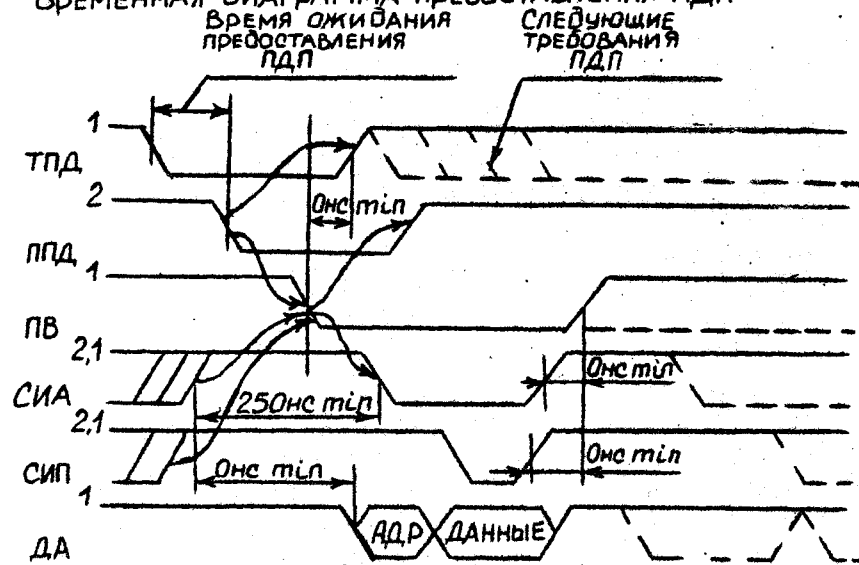 ВРЕМЕННАЯ ДИАГРАММА ПРЕДОСТАВЛЕНИЯ ПДП
ВРЕМЯ ОЖИДАНИЯ
ПРЕДОСТАВЛЕНИЯ
ПДП
СЛЕДУЮЩИЕ
ТРЕБОВАНИЯ
ПДП
1
ТПД
2
0нс min
ППД
1
ПВ
2,1
0нс min
СИА
250нс min
2,1
0нс min
СИП
0нс min
1
АДР
ДАННЫЕ
ДА